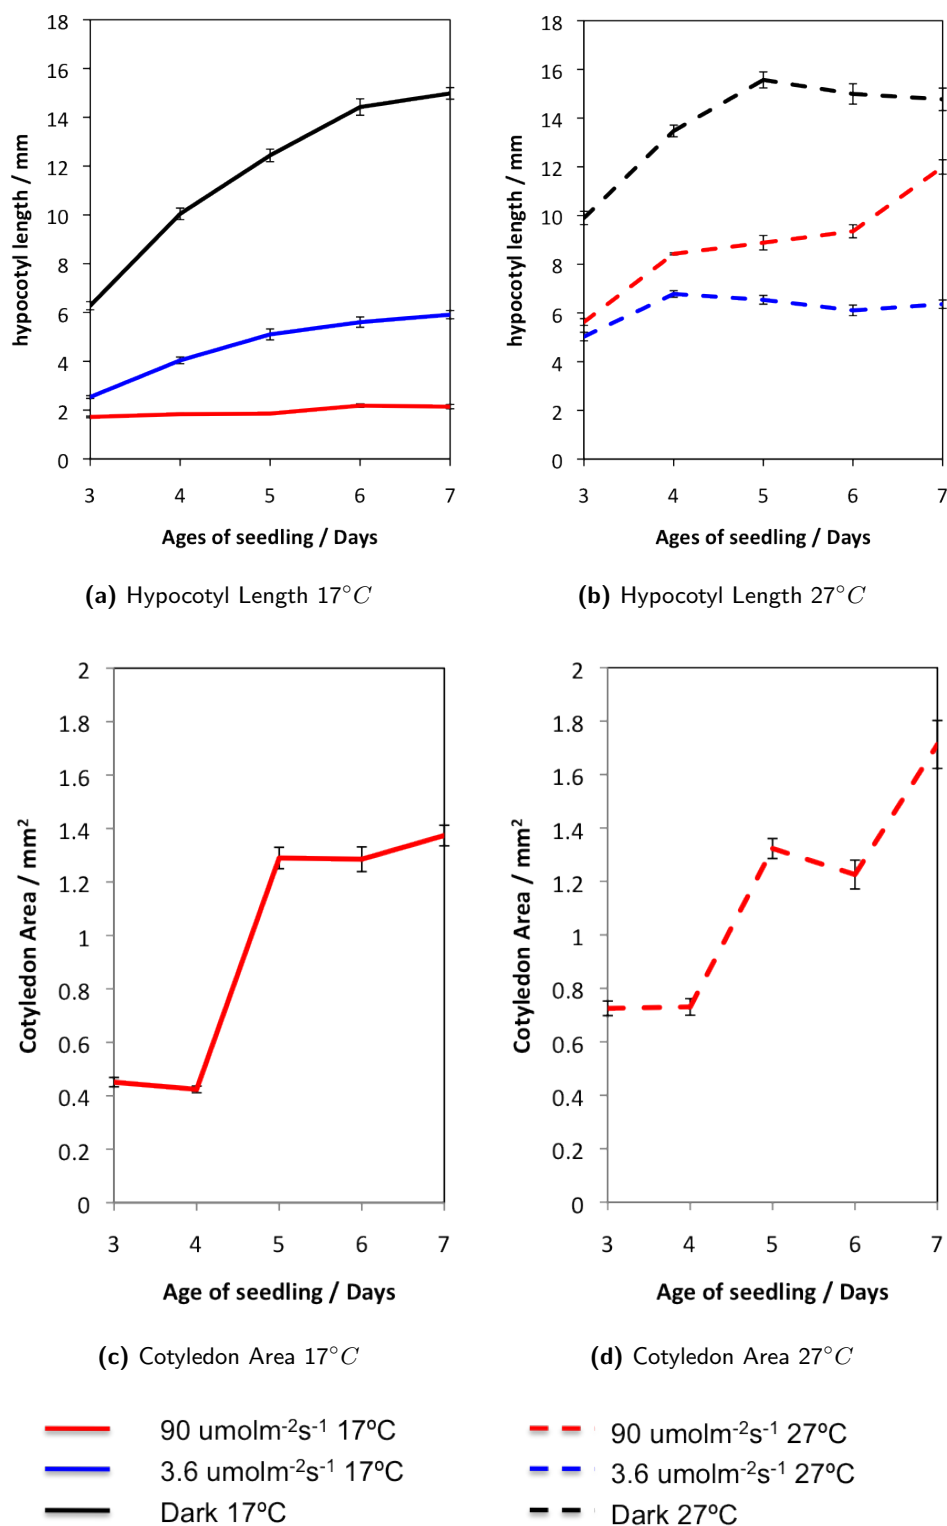 18
16
14
12
10
8
6
4
2
0
hypocotyl length / mm
3 4 5 6 7
Ages of seedling / Days
(a) Hypocotyl Length 17°C
18
16
14
12
10
8
6
4
2
0
hypocotyl length / mm
3 4 5 6 7
Ages of seedling / Days
(b) Hypocotyl Length 27°C
2
1.8
1.6
1.4
1.2
1
0.8
0.6
0.4
0.2
0
Cotyledon Area / mm²
3 4 5 6 7
Age of seedling / Days
(c) Cotyledon Area 17°C
2
1.8
1.6
1.4
1.2
1
0.8
0.6
0.4
0.2
0
Cotyledon Area / mm²
3 4 5 6 7
Age of seedling / Days
(d) Cotyledon Area 27°C
90 umolm⁻²s⁻¹ 17ºC
3.6 umolm⁻²s⁻¹ 17ºC
Dark 17ºC
90 umolm⁻²s⁻¹ 27ºC
3.6 umolm⁻²s⁻¹ 27ºC
Dark 27ºC